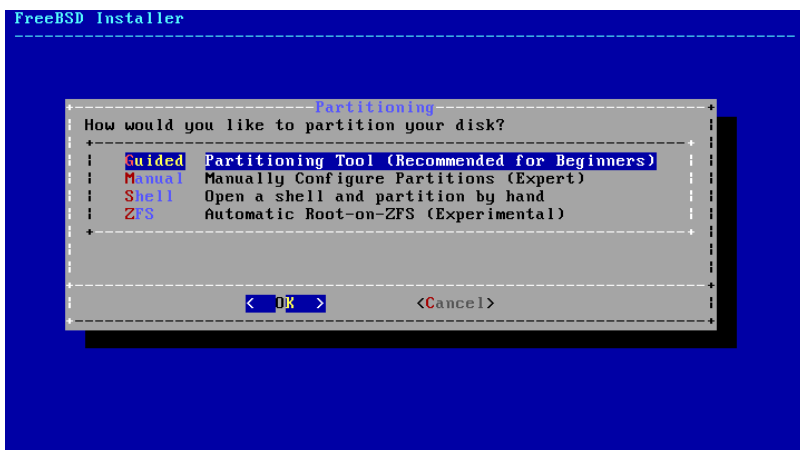 FreeBSD Installer
Partitioning
How would you like to partition your disk?
Guided Partitioning Tool (Recommended for Beginners)
Manual Manually Configure Partitions (Expert)
Shell Open a shell and partition by hand
ZFS Automatic Root-on-ZFS (Experimental)
< OK > <Cancel>